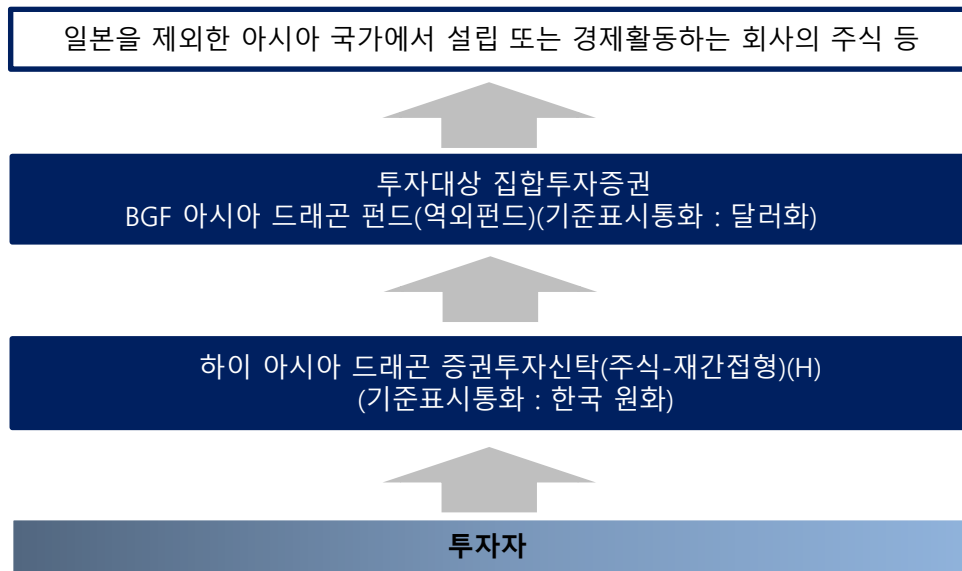 일본을 제외한 아시아 국가에서 설립 또는 경제활동하는 회사의 주식 등
투자대상 집합투자증권
BGF 아시아 드래곤 펀드(역외펀드)(기준표시통화 : 달러화)
하이 아시아 드래곤 증권투자신탁(주식-재간접형)(H)
(기준표시통화 : 한국 원화)
투자자